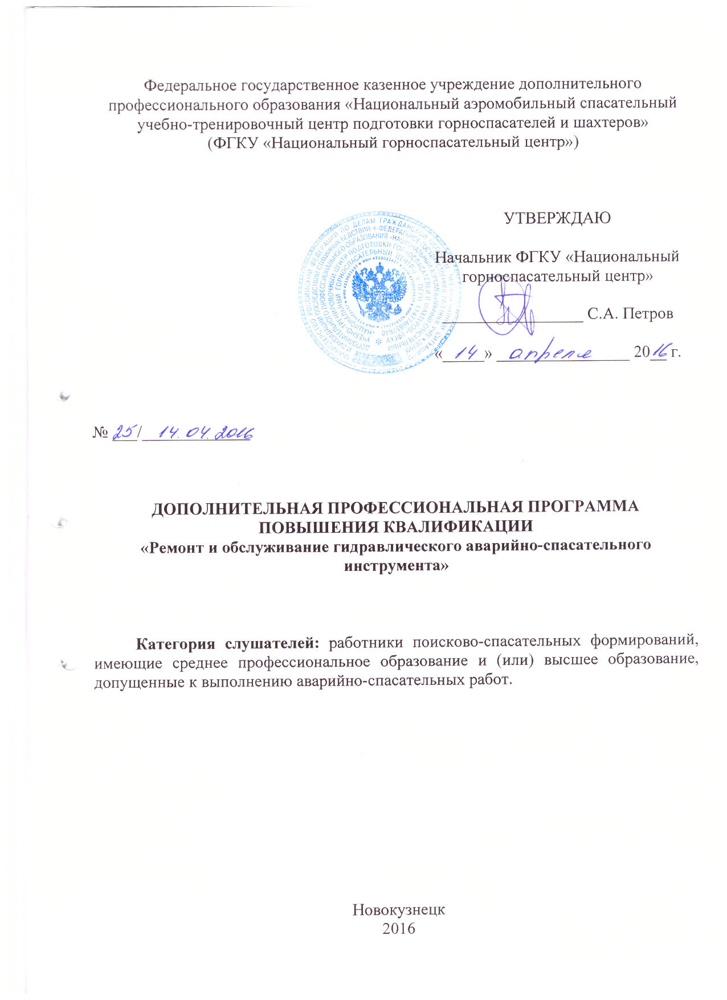 Федеральное государственное казенное учреждение дополнительного
профессионального образования «Национальный аэромобильный спасательный
учебно-тренировочный центр подготовки горноспасателей и шахтеров»
(ФГКУ «Национальный горноспасательный центр»)
УТВЕРЖДАЮ
Начальник ФГКУ «Национальный
горноспасательный центр»
С.А. Петров
«14» апреля 2016 г.
№ 25/ 14.04.2016
ДОПОЛНИТЕЛЬНАЯ ПРОФЕССИОНАЛЬНАЯ ПРОГРАММА
ПОВЫШЕНИЯ КВАЛИФИКАЦИИ
«Ремонт и обслуживание гидравлического аварийно-спасательного
инструмента»
Категория слушателей: работники поисково-спасательных формирований,
имеющие среднее профессиональное образование и (или) высшее образование,
допущенные к выполнению аварийно-спасательных работ.
Новокузнецк
2016